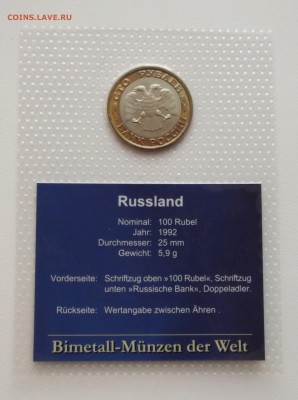 COINS.LAVE.RU
СТО РУБЛЕЙ
БАНК РОССИИ
Russland
Nominal: 100 Rubel
Jahr: 1992
Durchmesser: 25 mm
Gewicht: 5,9 g
Vorderseite: Schriftzug oben »100 Rubel«, Schriftzug
unten »Russische Bank«, Doppeladler.
Rückseite: Wertangabe zwischen Ähren .
Bimetall-Münzen der Welt